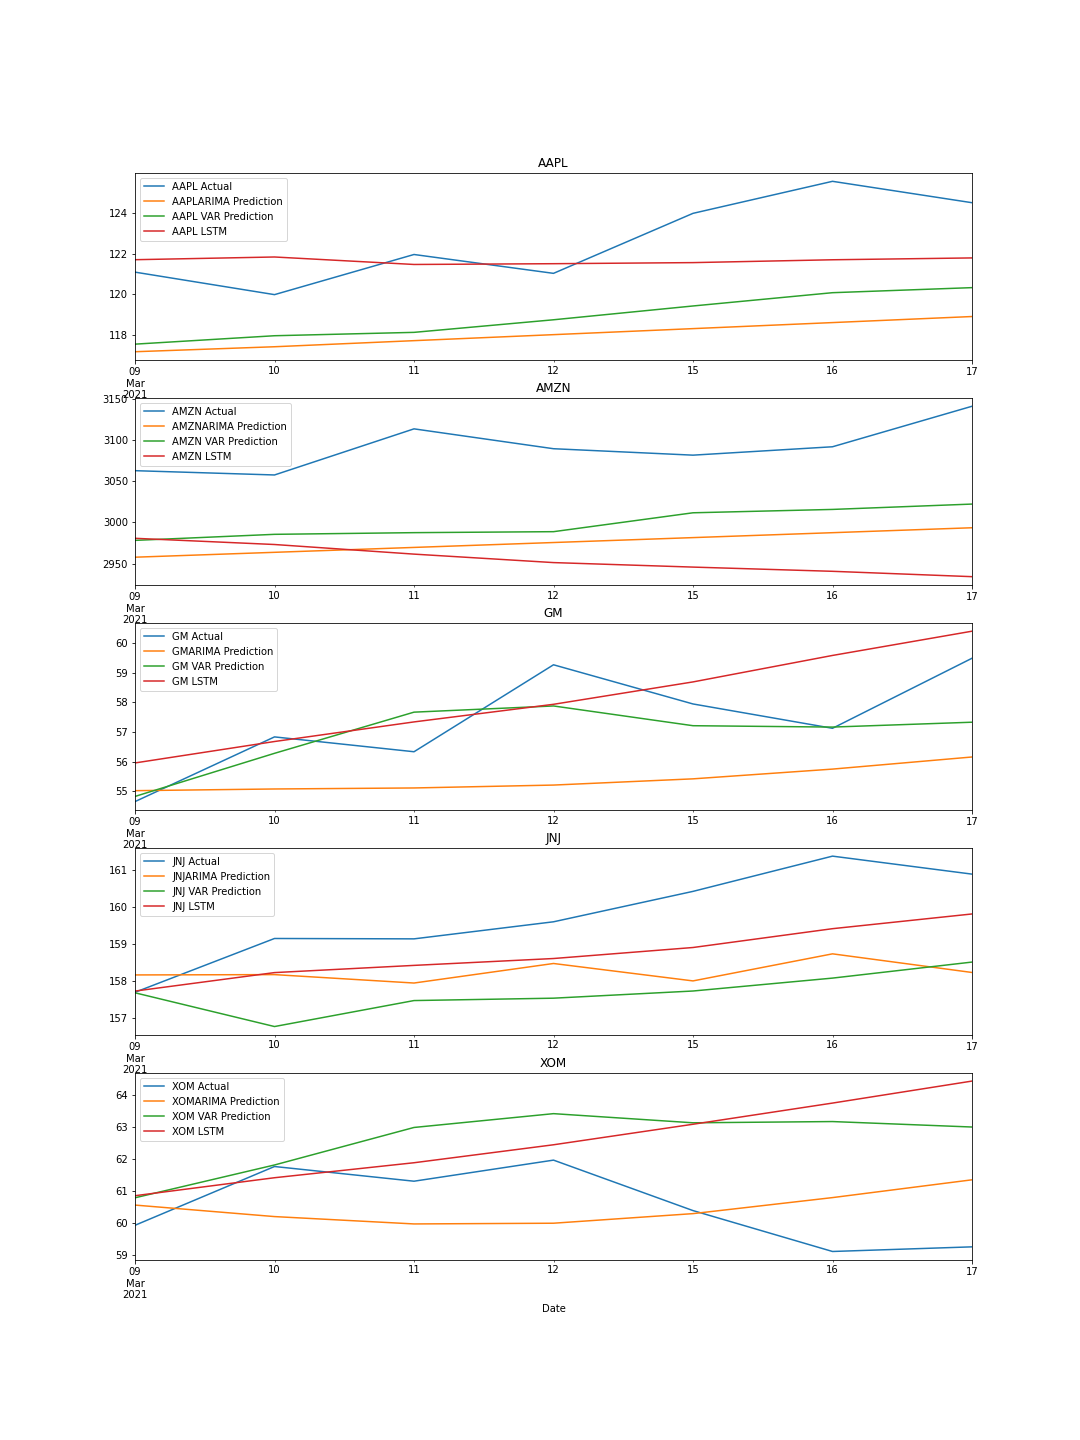 AAPL
AAPL Actual
AAPLARIMA Prediction
AAPL VAR Prediction
AAPL LSTM
124
122
120
118
09 10 11 12 15 16 17
Mar
2021
AMZN
AMZN Actual
AMZNARIMA Prediction
AMZN VAR Prediction
AMZN LSTM
3150
3100
3050
3000
2950
09 10 11 12 15 16 17
Mar
2021
GM
GM Actual
GMARIMA Prediction
GM VAR Prediction
GM LSTM
60
59
58
57
56
55
09 10 11 12 15 16 17
Mar
2021
JNJ
JNJ Actual
JNJARIMA Prediction
JNJ VAR Prediction
JNJ LSTM
161
160
159
158
157
09 10 11 12 15 16 17
Mar
2021
XOM
XOM Actual
XOMARIMA Prediction
XOM VAR Prediction
XOM LSTM
64
63
62
61
60
59
09 10 11 12 15 16 17
Mar
2021
Date